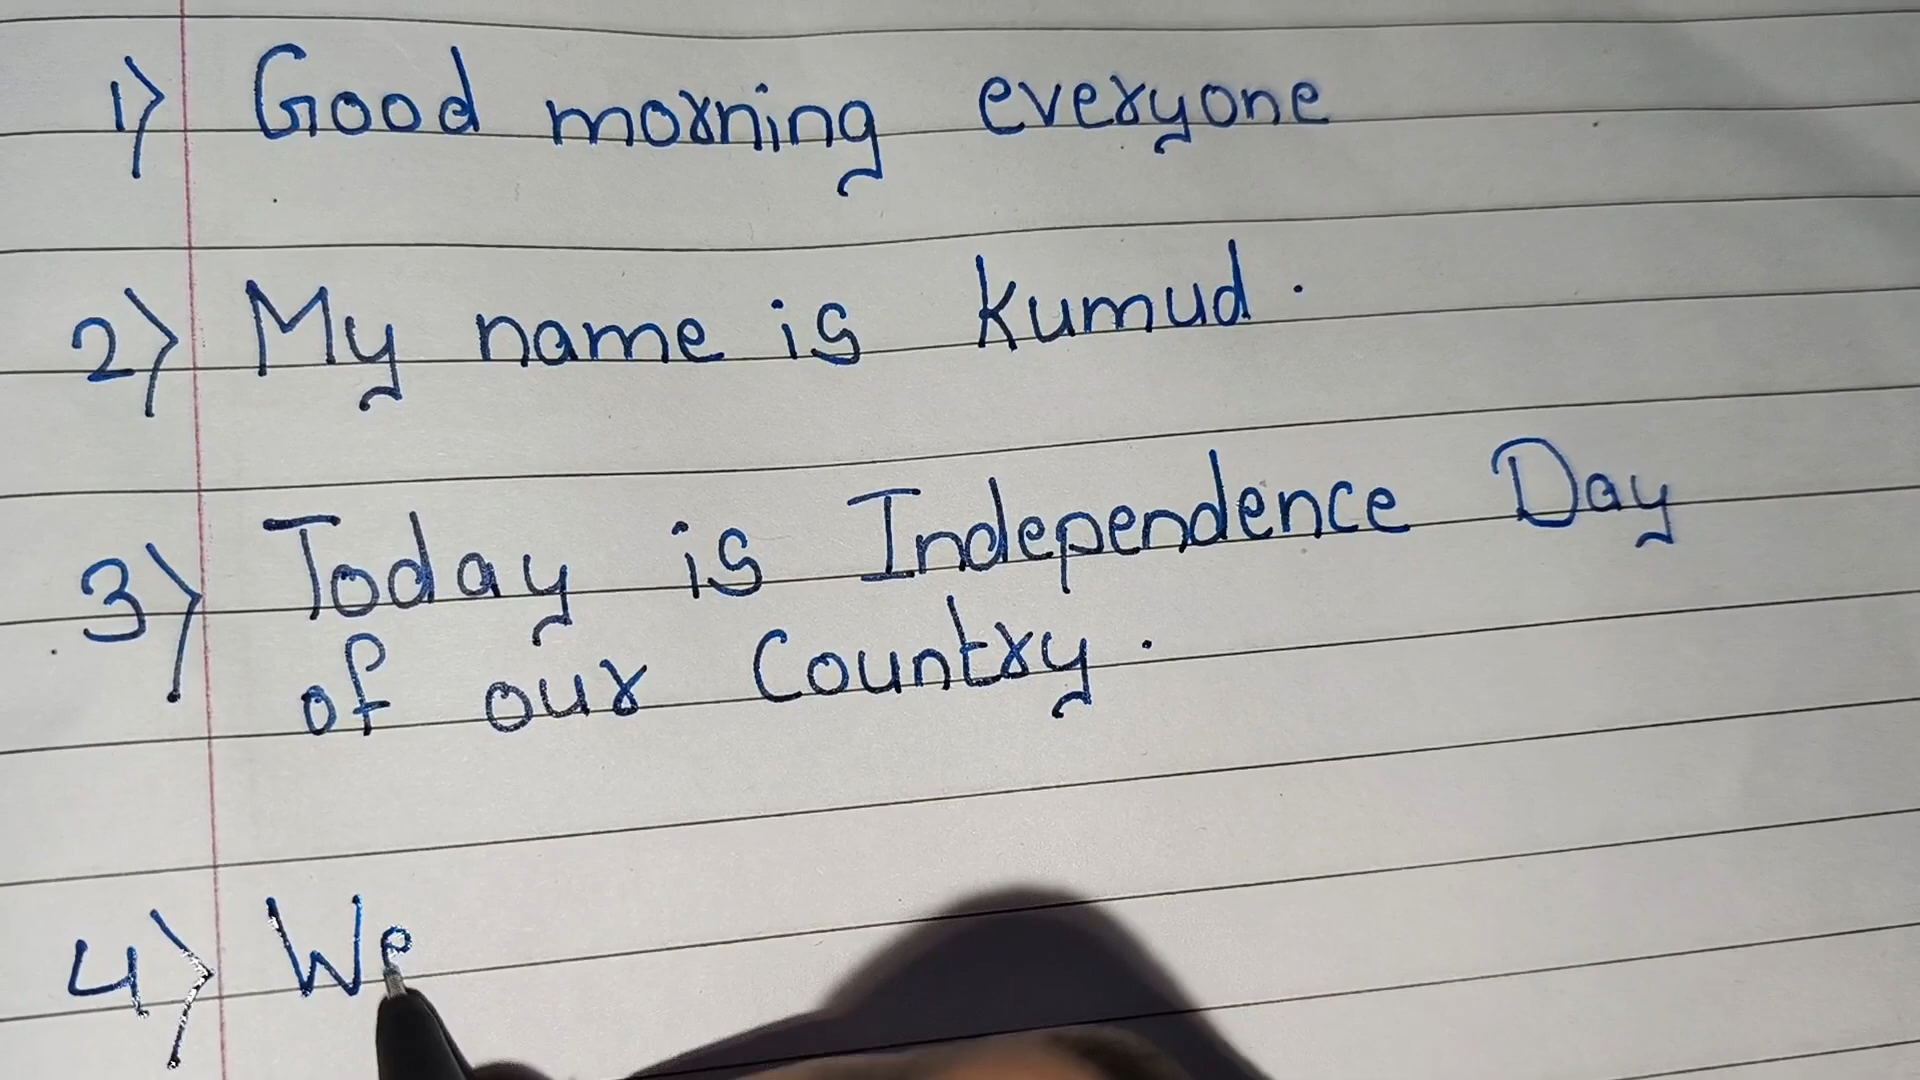 1) Good morning everyone
2) My name is Kumud.
3) Today is Independence Day
of our Country.
4) We